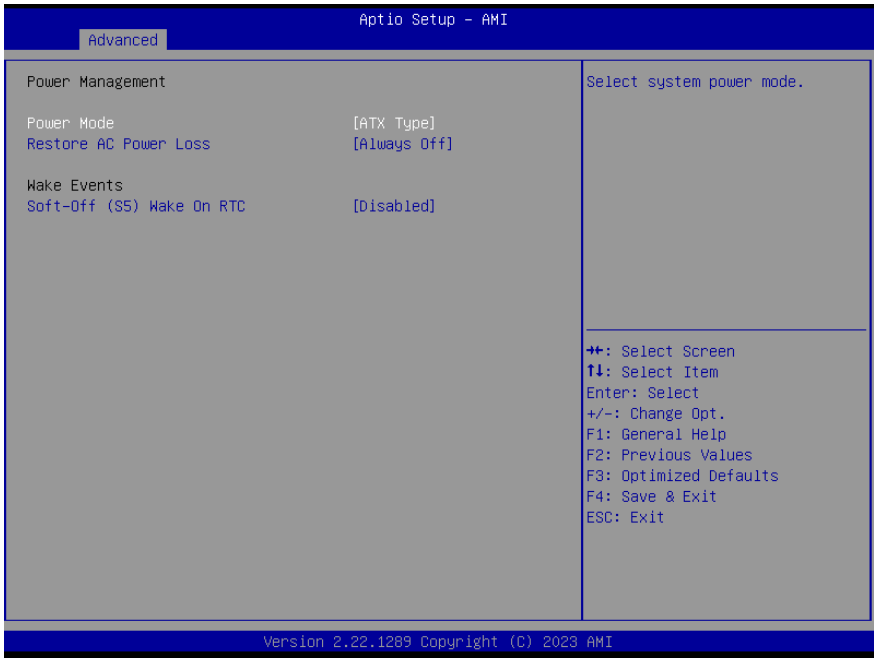 Aptio Setup – AMI
Advanced
Power Management
Power Mode [ATX Type]
Restore AC Power Loss [Always Off]
Wake Events
Soft-Off (S5) Wake On RTC [Disabled]
Select system power mode.
→←: Select Screen
↑↓: Select Item
Enter: Select
+/-: Change Opt.
F1: General Help
F2: Previous Values
F3: Optimized Defaults
F4: Save & Exit
ESC: Exit
Version 2.22.1289 Copyright (C) 2023 AMI